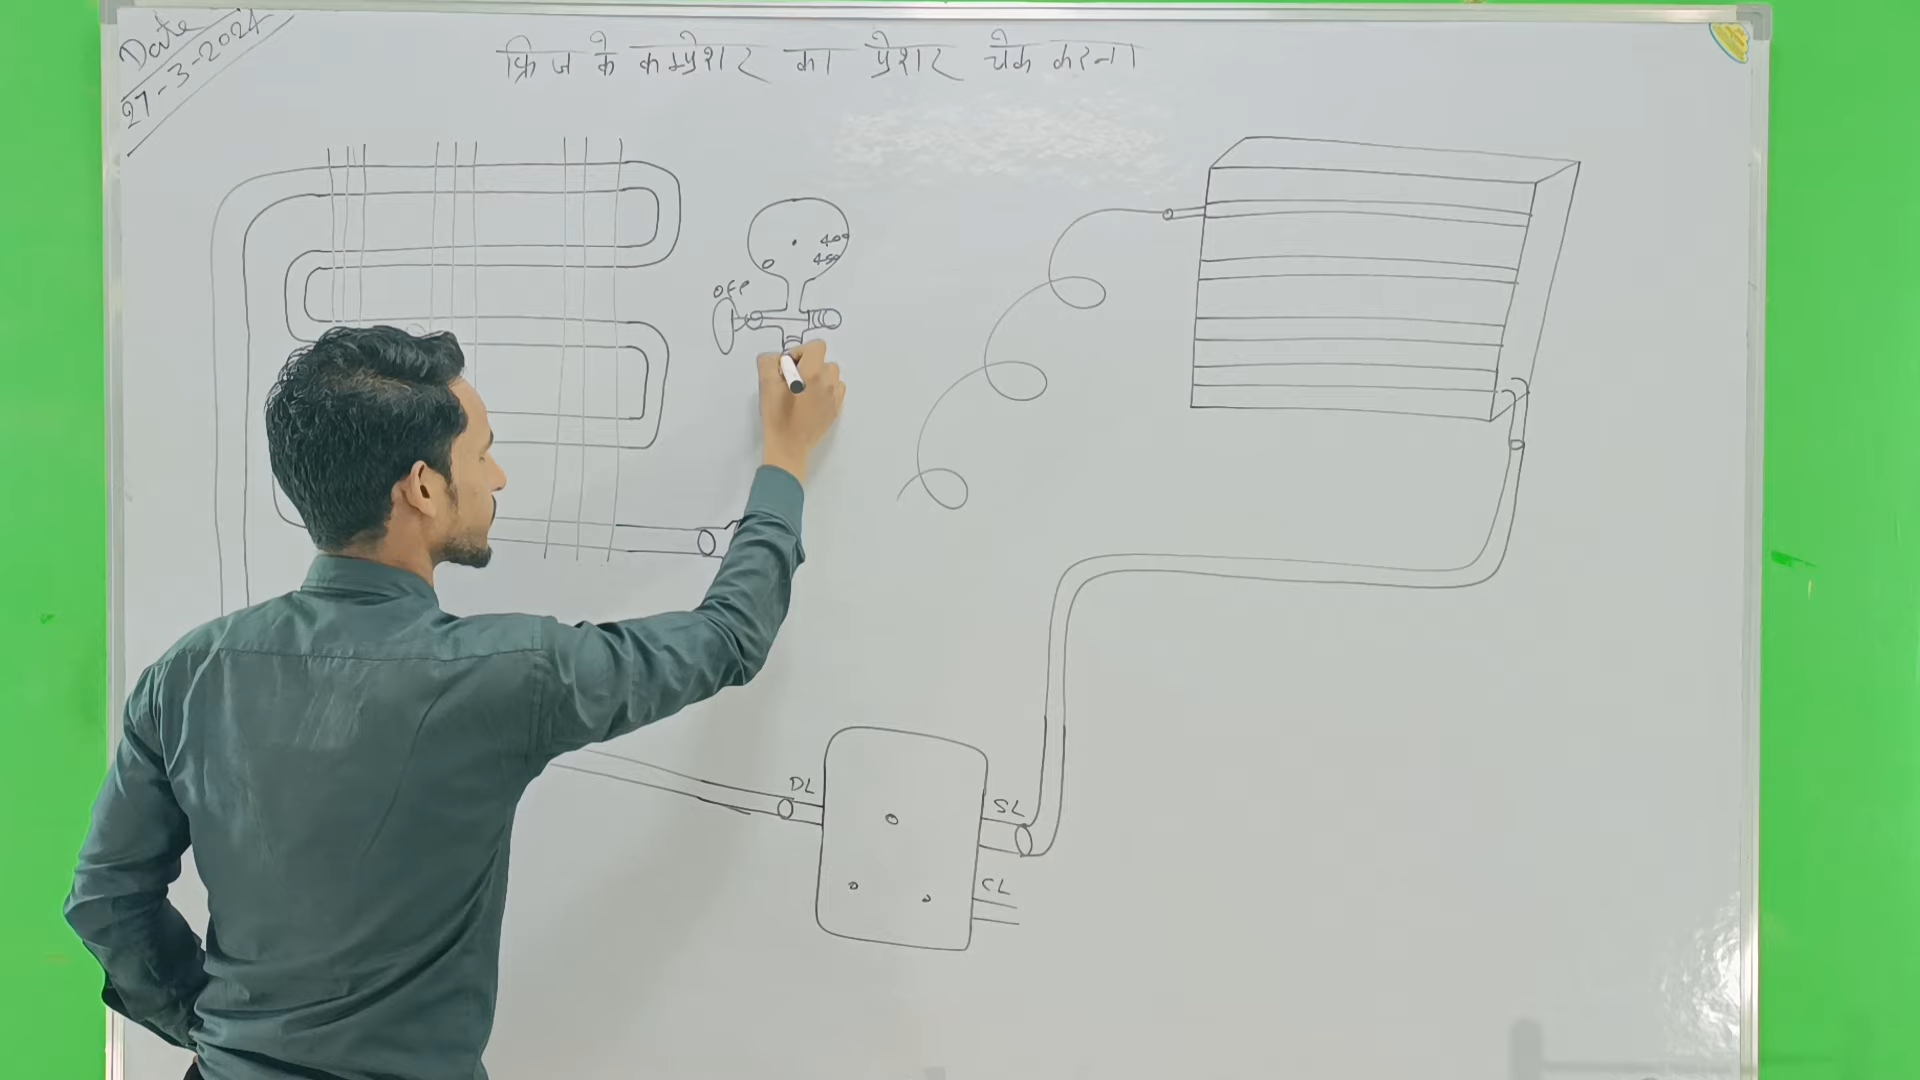 Date
27-3-2024
फ्रिज के कम्प्रेशर का प्रेशर चेक करना।
OFF
400
450
DL
SL
CL